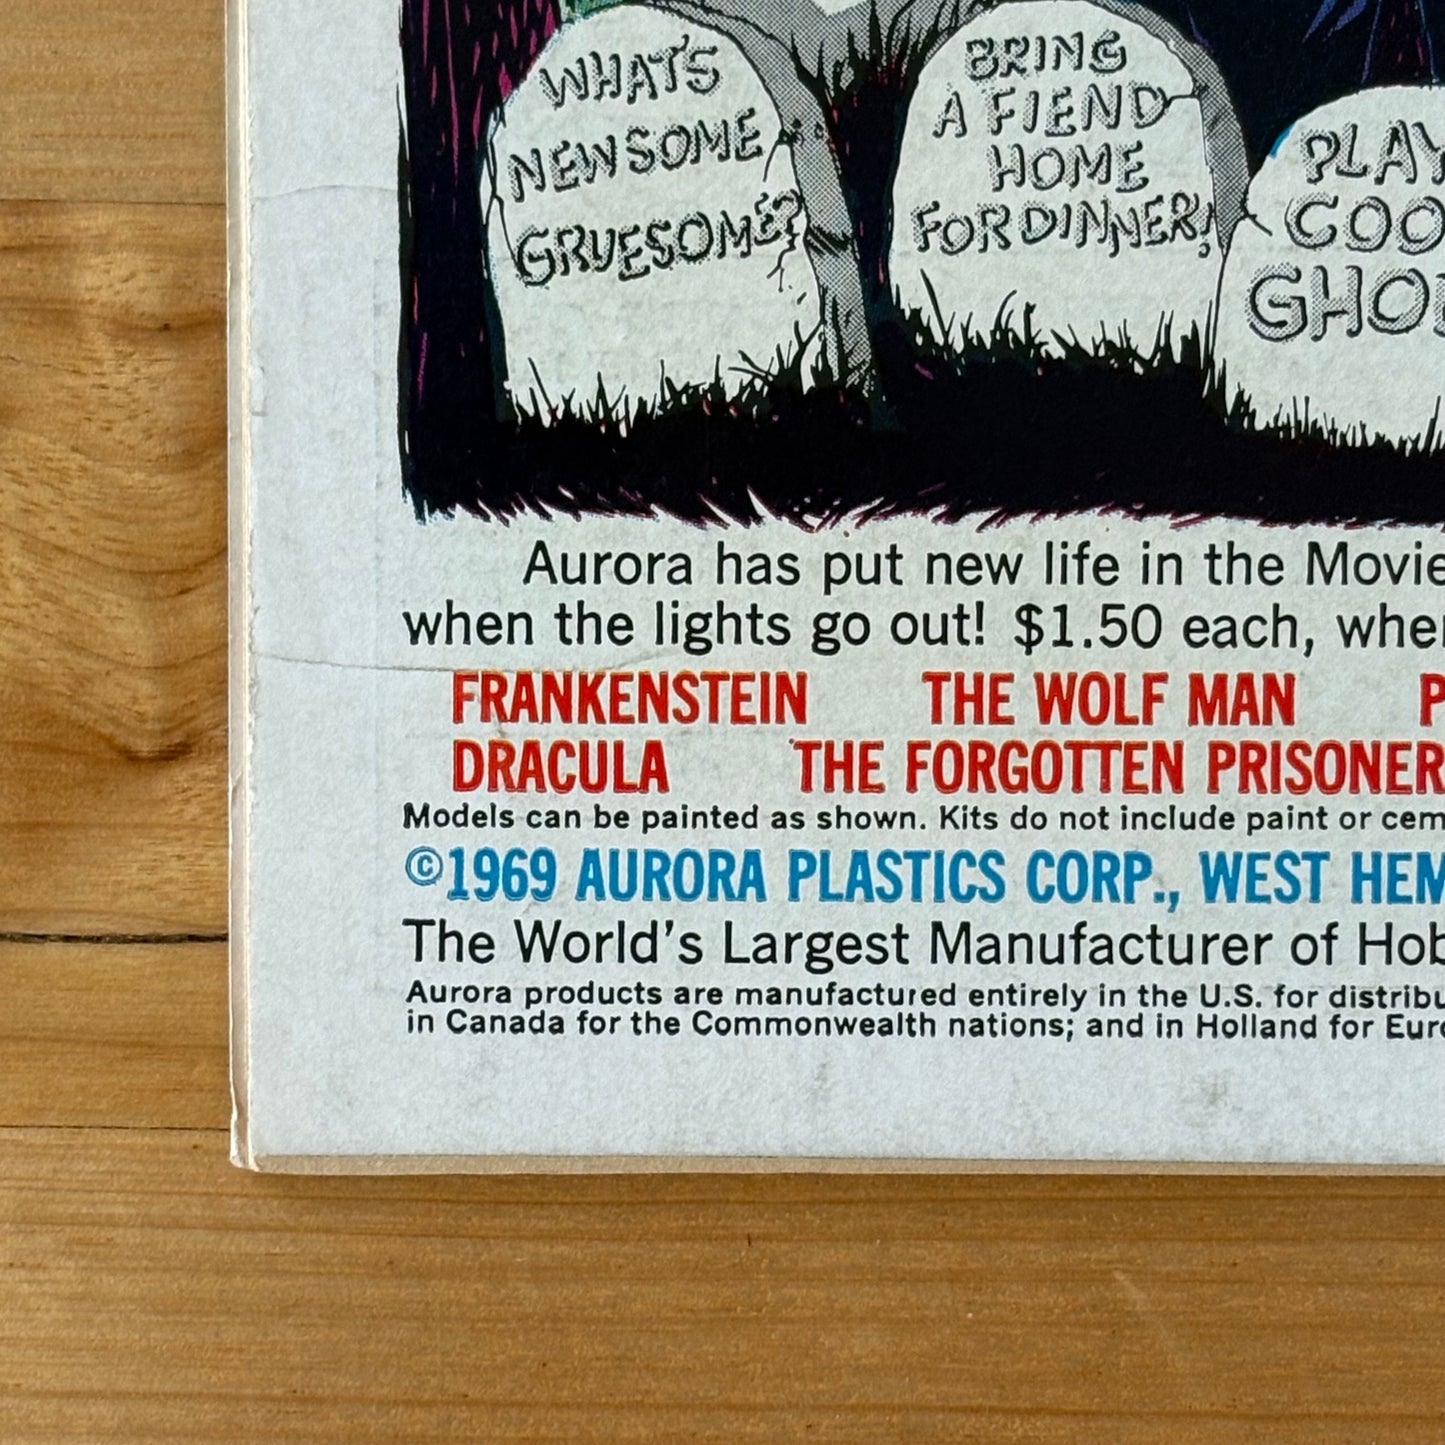 WHAT'S
NEWSOME
GRUESOME?
BRING
A FIEND
HOME
FOR DINNER!
PLAY
Aurora has put new life in the Movie
when the lights go out! $1.50 each,
FRANKENSTEIN THE WOLF MAN
DRACULA THE FORGOTTEN PRISONER
Models can be painted as shown. Kits do not include paint or
©1969 AURORA PLASTICS CORP., WEST
The World's Largest Manufacturer of
Aurora products are manufactured entirely in the U.S. for
in Canada for the Commonwealth nations; and in Holland for